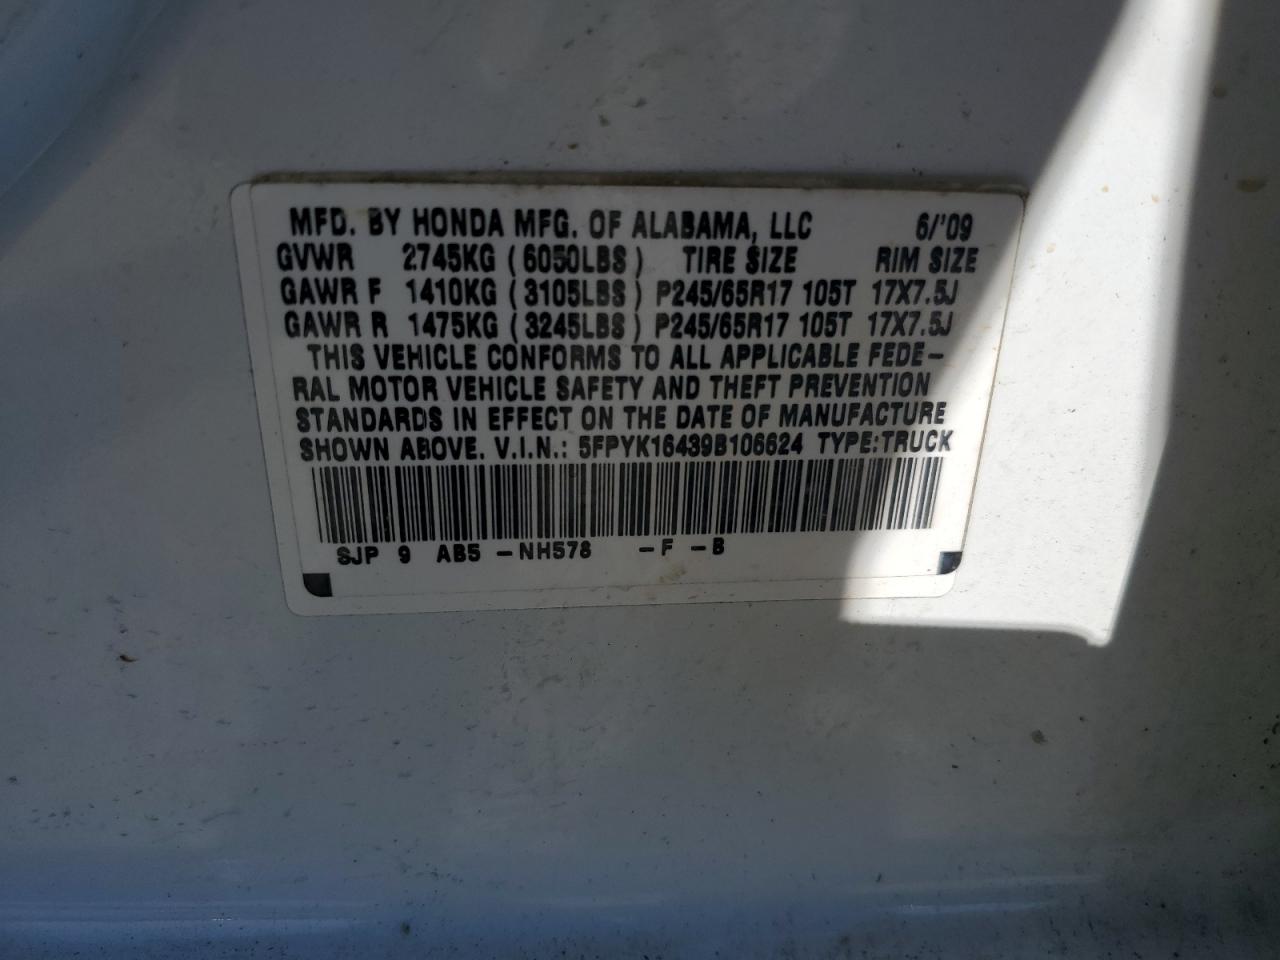 MFD. BY HONDA MFG. OF ALABAMA, LLC 6/'09
GVWR 2745KG (6050LBS) TIRE SIZE RIM SIZE
GAWR F 1410KG (3105LBS) P245/65R17 105T 17X7.5J
GAWR R 1475KG (3245LBS) P245/65R17 105T 17X7.5J
THIS VEHICLE CONFORMS TO ALL APPLICABLE FEDE-
RAL MOTOR VEHICLE SAFETY AND THEFT PREVENTION
STANDARDS IN EFFECT ON THE DATE OF MANUFACTURE
SHOWN ABOVE. V.I.N.: 5FPYK16439B106624 TYPE:TRUCK
SJP 9 AB5 -NH578 -F -B